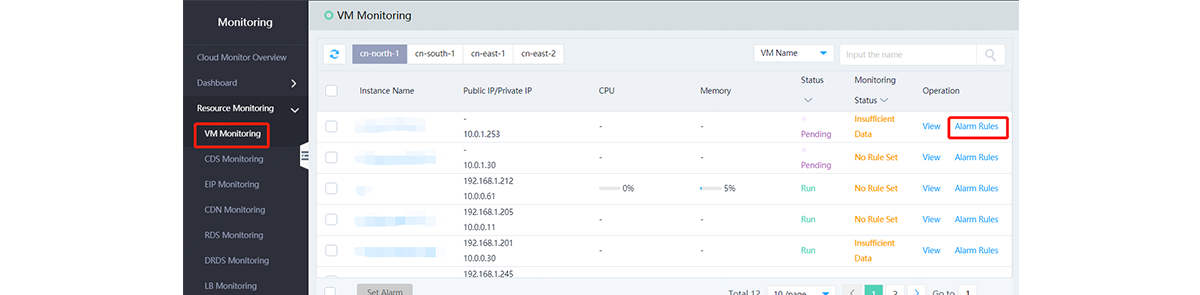 Monitoring
Cloud Monitor Overview
Dashboard
Resource Monitoring
VM Monitoring
CDS Monitoring
EIP Monitoring
CDN Monitoring
RDS Monitoring
DRDS Monitoring
LB Monitoring
VM Monitoring
cn-north-1 cn-south-1 cn-east-1 cn-east-2 VM Name Input the name
Instance Name Public IP/Private IP CPU Memory Status Monitoring Status Operation
- 10.0.1.253 - - Pending Insufficient Data View Alarm Rules
- 10.0.1.30 - - Pending No Rule Set View Alarm Rules
192.168.1.212 10.0.0.61 0% 5% Run No Rule Set View Alarm Rules
192.168.1.205 10.0.0.11 - - Run No Rule Set View Alarm Rules
192.168.1.201 10.0.0.30 - - Run Insufficient Data View Alarm Rules
192.168.1.245
Set Alarm Total 12 10 /page 1 2 Go to 1